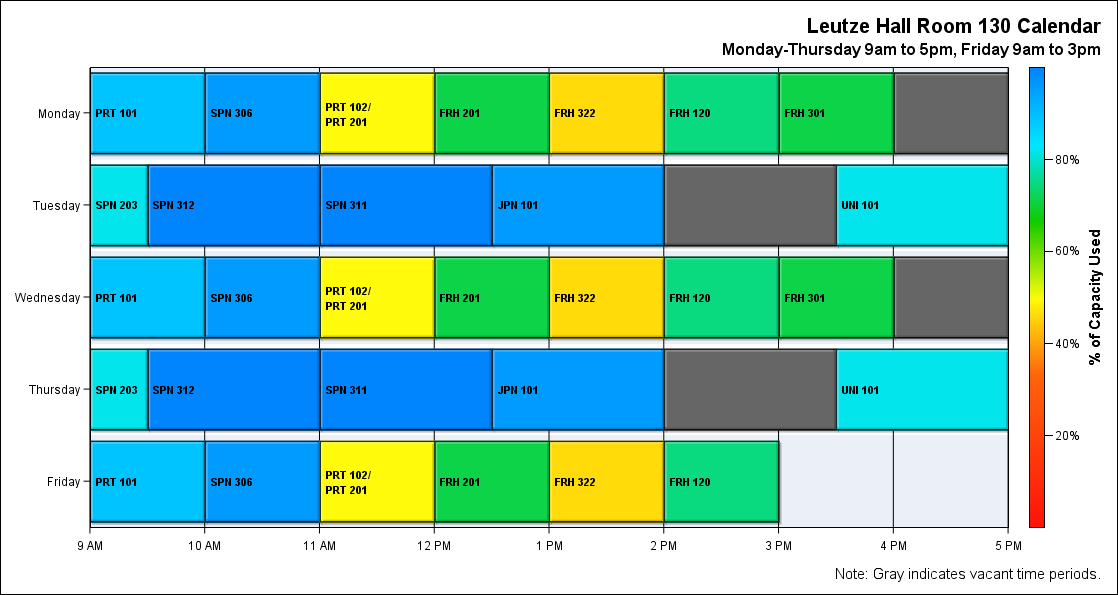 Leutze Hall Room 130 Calendar
Monday-Thursday 9am to 5pm, Friday 9am to 3pm
Monday
PRT 101
SPN 306
PRT 102/
PRT 201
FRH 201
FRH 322
FRH 120
FRH 301
Tuesday
SPN 203
SPN 312
SPN 311
JPN 101
UNI 101
Wednesday
PRT 101
SPN 306
PRT 102/
PRT 201
FRH 201
FRH 322
FRH 120
FRH 301
Thursday
SPN 203
SPN 312
SPN 311
JPN 101
UNI 101
Friday
PRT 101
SPN 306
PRT 102/
PRT 201
FRH 201
FRH 322
FRH 120
9 AM
10 AM
11 AM
12 PM
1 PM
2 PM
3 PM
4 PM
5 PM
80%
60%
40%
20%
% of Capacity Used
Note: Gray indicates vacant time periods.